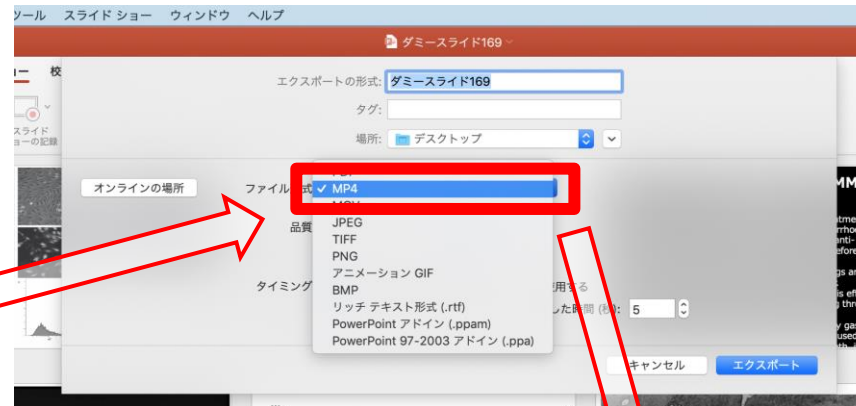 ツール スライド ショー ウィンドウ ヘルプ
ダミースライド169
エクスポートの形式: ダミースライド169
タグ:
スライド
ョーの記録
場所: デスクトップ
オンラインの場所
ファイル
式
✓ MP4
品質
JPEG
TIFF
PNG
アニメーション GIF
タイミング
BMP
用する
リッチ テキスト形式 (.rtf)
した時間 (秒): 5
PowerPoint アドイン (.ppam)
PowerPoint 97-2003 アドイン (.ppa)
キャンセル エクスポート